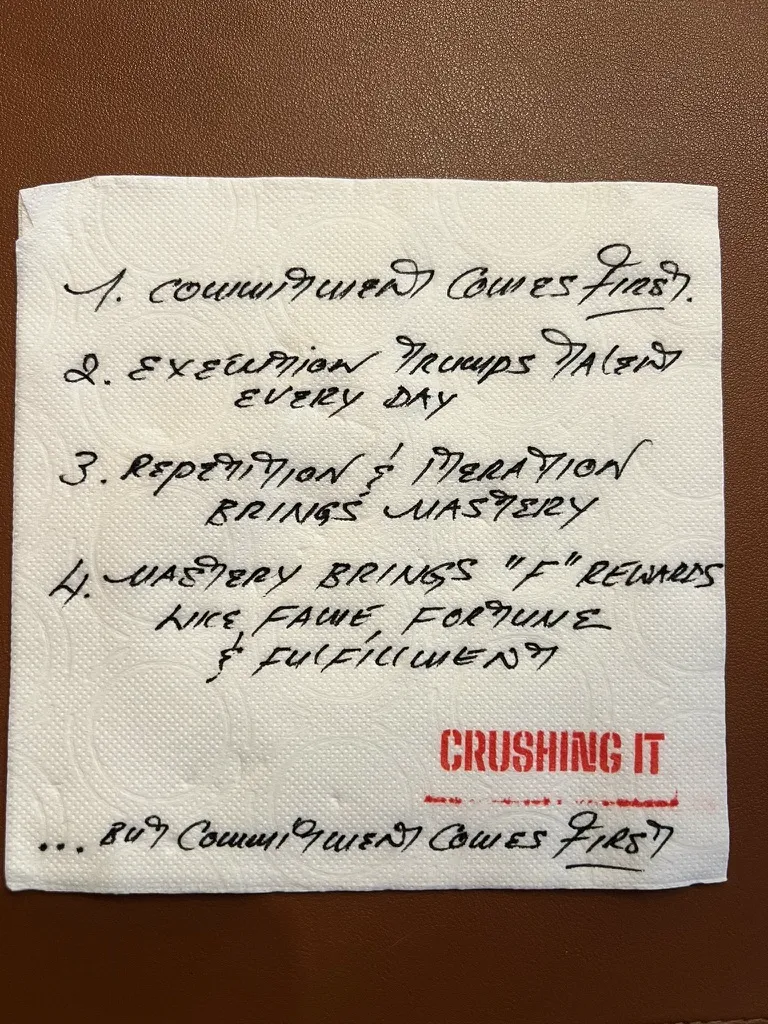 1. COMMITMENT COMES FIRST.
2. EXECUTION TRUMPS TALENT
EVERY DAY
3. REPETITION & ITERATION
BRINGS MASTERY
4. MASTERY BRINGS "F" REWARDS
LIKE FAME, FORTUNE
& FULFILLMENT
CRUSHING IT
... BUT COMMITMENT COMES FIRST